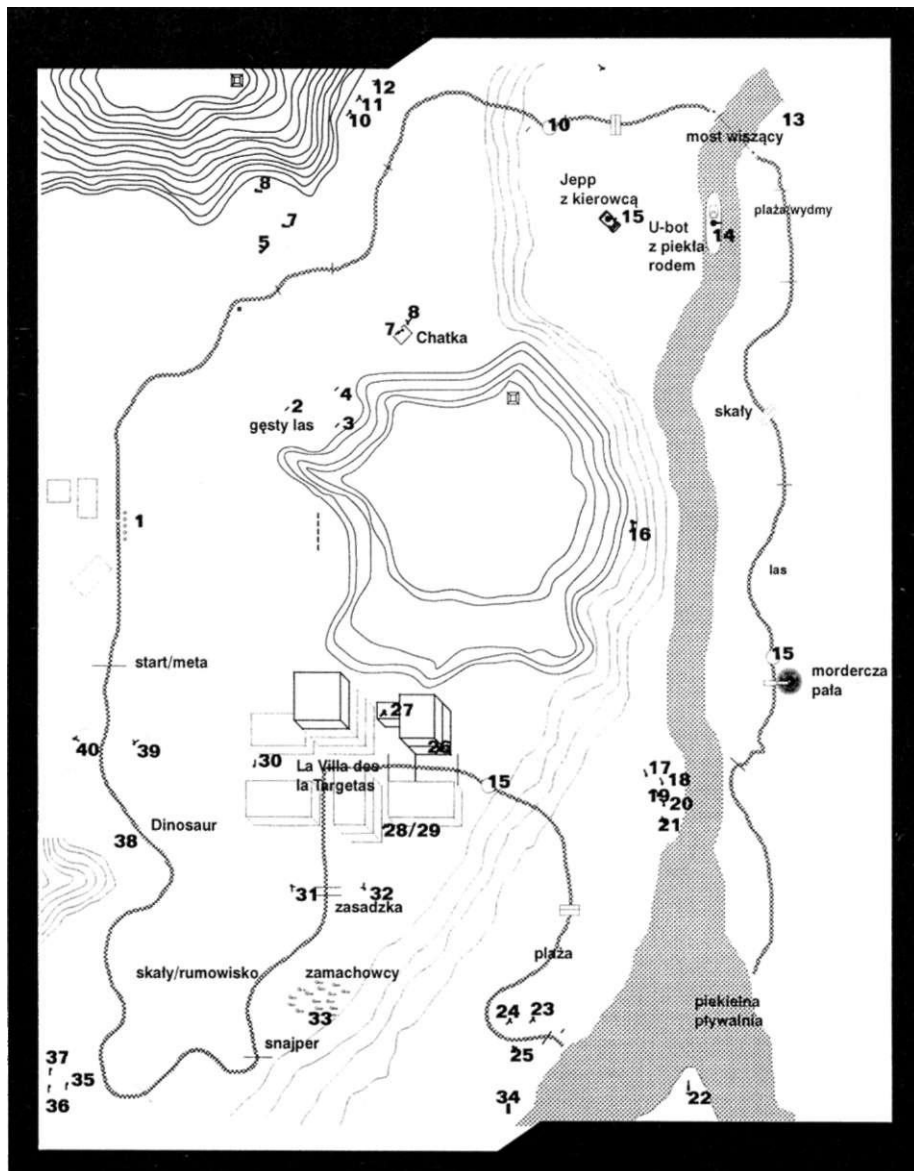 12
11
10
8
7
5
10
13
most wiszący
Jepp
z kierowcą
15
U-bot
z piekła
rodem
14
plaża/wydmy
8
7
Chatka
4
2
3
gęsty las
skały
1
16
las
start/meta
15
mordercza
pała
27
26
40
39
30
La Villa des
la Targetas
15
17
18
19
20
21
Dinosaur
38
28/29
31
32
zasadzka
skały/rumowisko
zamachowcy
33
plaża
24
23
25
piekielna
pływalnia
snajper
37
35
36
34
22